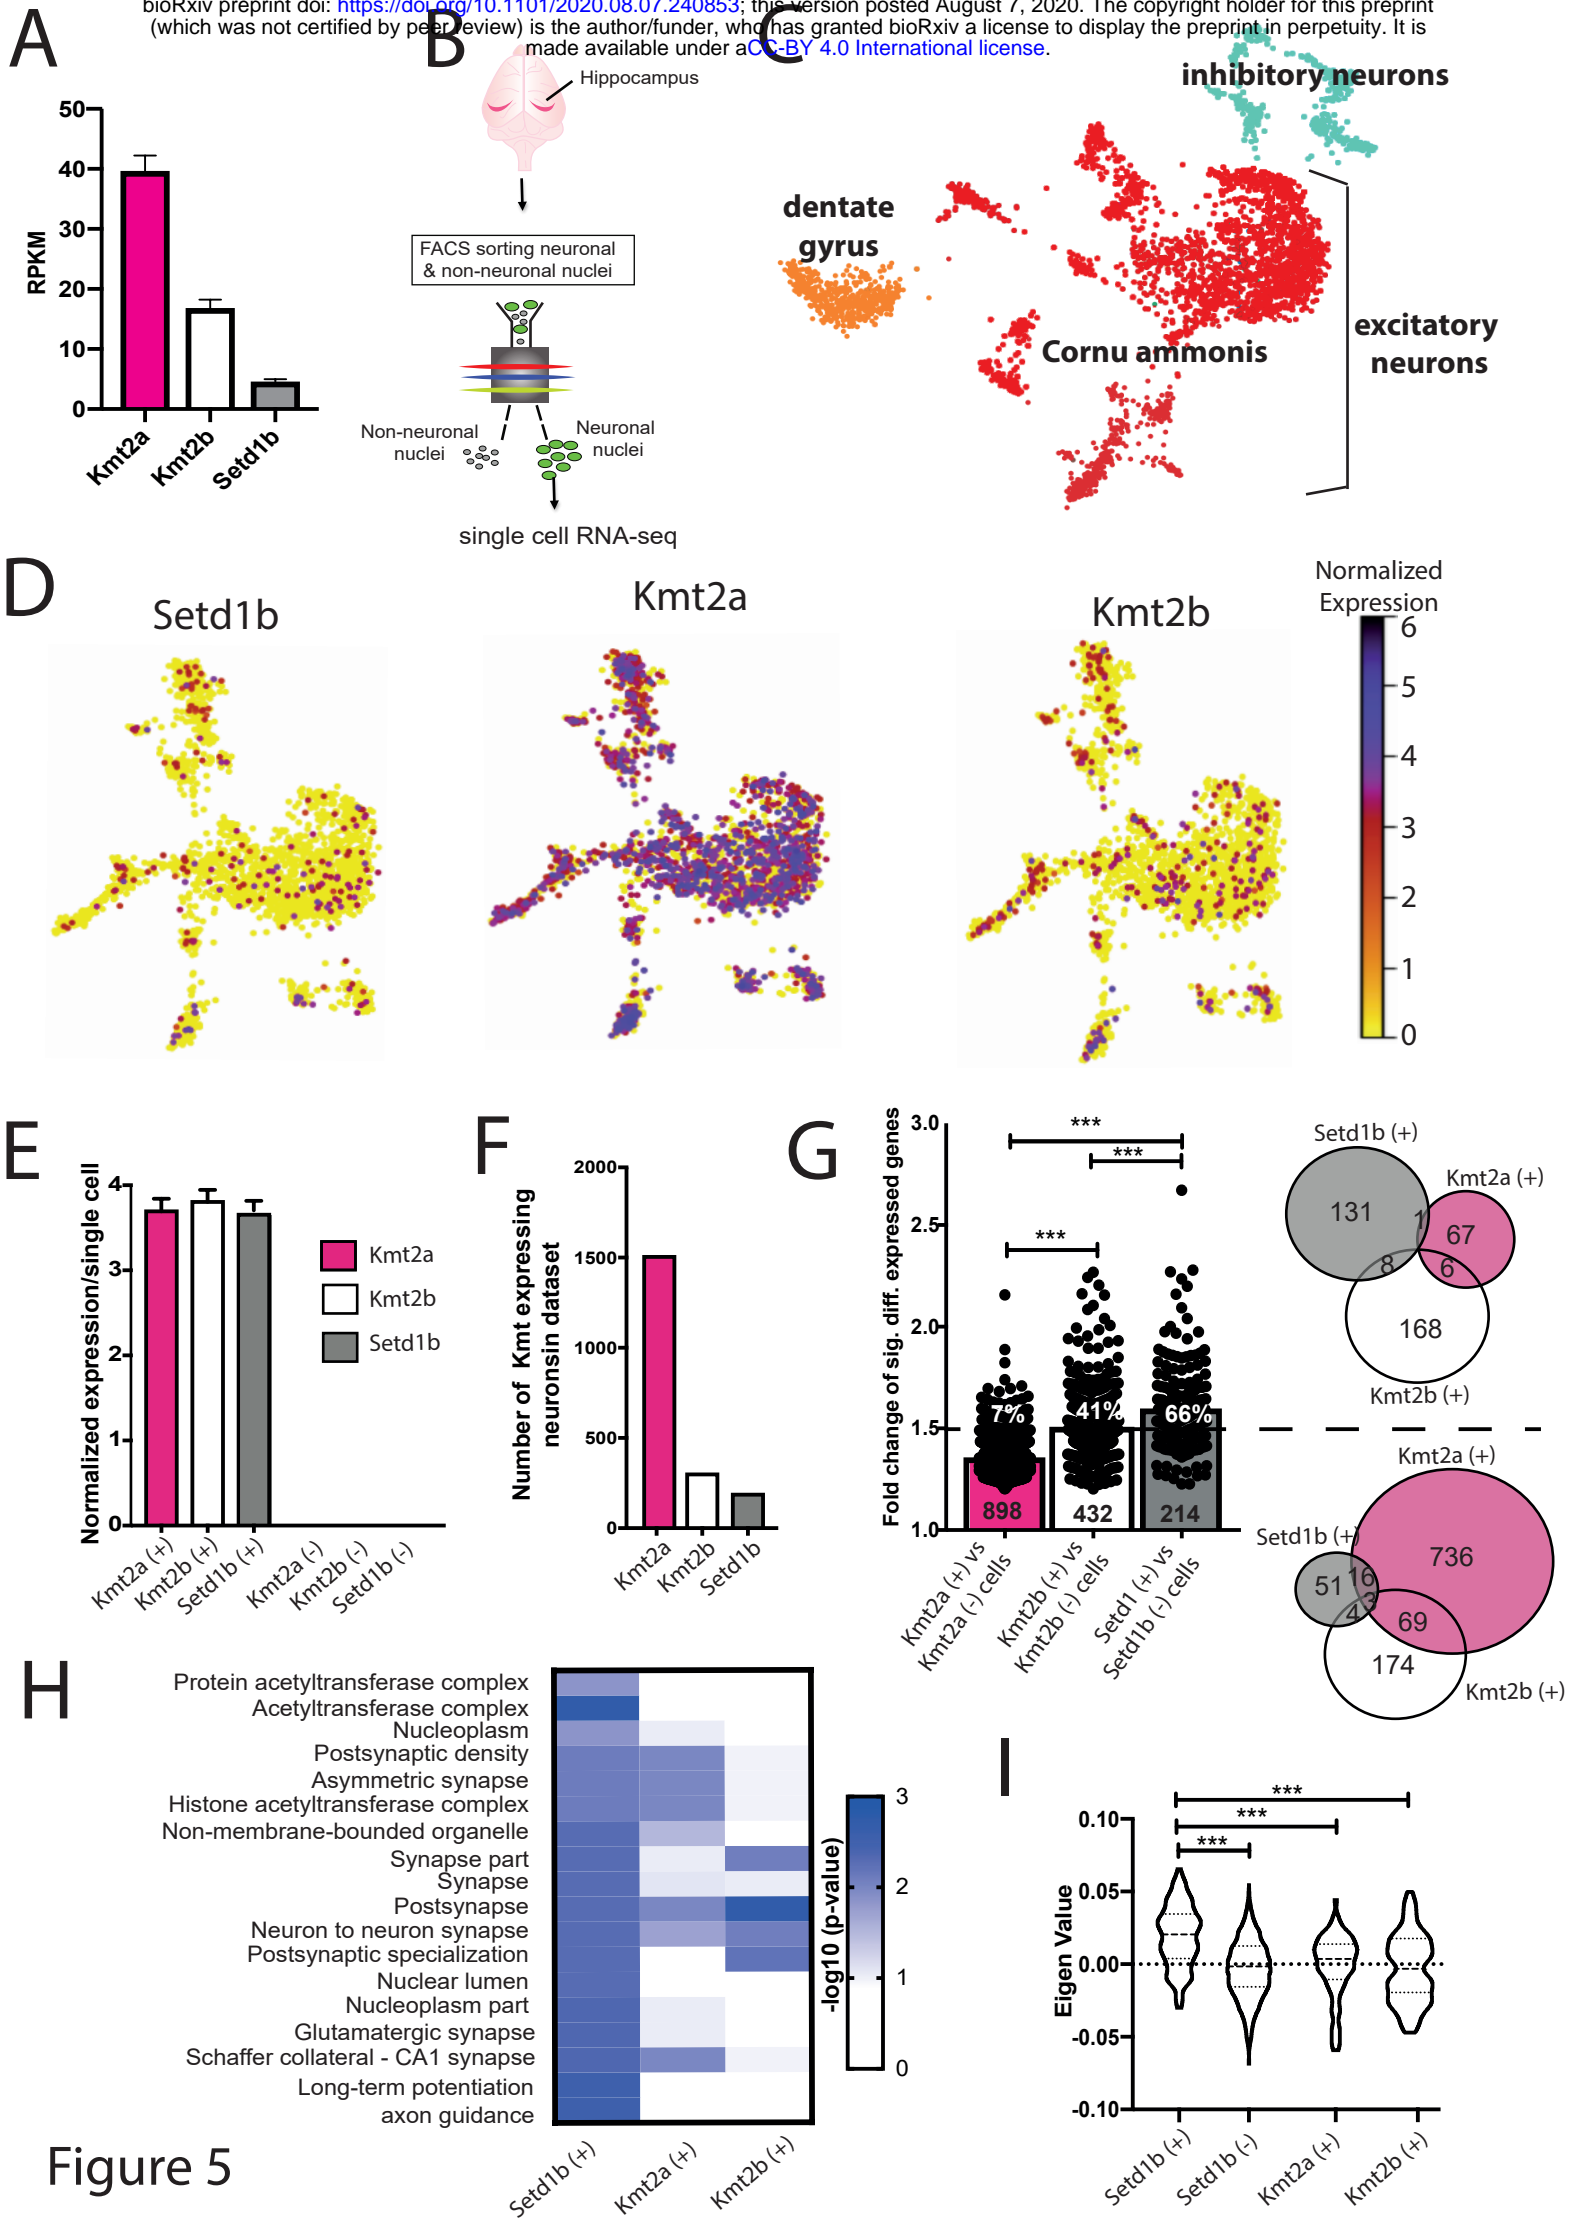 bioRxiv preprint doi: https://doi.org/10.1101/2020.08.07.240853; this version posted August 7, 2020. The copyright holder for this preprint
(which was not certified by peer review) is the author/funder, who has granted bioRxiv a license to display the preprint in perpetuity. It is
made available under aCC-BY 4.0 International license.
A
RPKM
50
40
30
20
10
0
Kmt2a
Kmt2b
Setd1b
B
Hippocampus
FACS sorting neuronal
& non-neuronal nuclei
Non-neuronal
nuclei
Neuronal
nuclei
single cell RNA-seq
C
inhibitory neurons
dentate
gyrus
Cornu ammonis
excitatory
neurons
D
Setd1b
Kmt2a
Kmt2b
Normalized
Expression
6
5
4
3
2
1
0
E
Normalized expression/single cell
4
3
2
1
0
Kmt2a (+)
Kmt2b (+)
Setd1b (+)
Kmt2a (-)
Kmt2b (-)
Setd1b (-)
Kmt2a
Kmt2b
Setd1b
F
Number of Kmt expressing
neuronsin dataset
2000
1500
1000
500
0
Kmt2a
Kmt2b
Setd1b
G
Fold change of sig. diff. expressed genes
3.0
2.5
2.0
1.5
1.0
***
***
***
7%
41%
66%
898
432
214
Kmt2a (+) vs
Kmt2a (-) cells
Kmt2b (+) vs
Kmt2b (-) cells
Setd1 (+) vs
Setd1b (-) cells
Setd1b (+)
Kmt2a (+)
131
1
67
8
6
168
Kmt2b (+)
Kmt2a (+)
Setd1b (+)
736
51
16
3
4
69
174
Kmt2b (+)
H
Protein acetyltransferase complex
Acetyltransferase complex
Nucleoplasm
Postsynaptic density
Asymmetric synapse
Histone acetyltransferase complex
Non-membrane-bounded organelle
Synapse part
Synapse
Postsynapse
Neuron to neuron synapse
Postsynaptic specialization
Nuclear lumen
Nucleoplasm part
Glutamatergic synapse
Schaffer collateral - CA1 synapse
Long-term potentiation
axon guidance
Setd1b (+)
Kmt2a (+)
Kmt2b (+)
-log10 (p-value)
3
2
1
0
I
Eigen Value
0.10
0.05
0.00
-0.05
-0.10
***
***
***
Setd1b (+)
Setd1b (-)
Kmt2a (+)
Kmt2b (+)
Figure 5